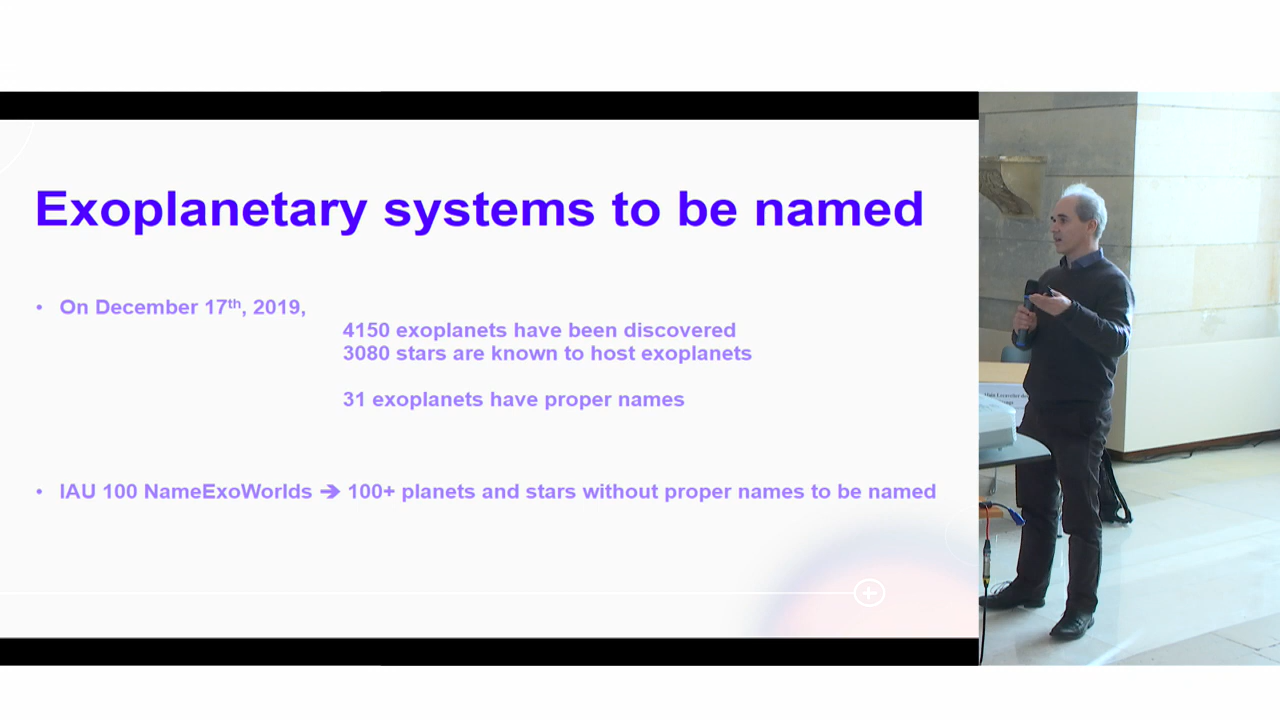 Exoplanetary systems to be named
• On December 17th, 2019,
4150 exoplanets have been discovered
3080 stars are known to host exoplanets
31 exoplanets have proper names
• IAU 100 NameExoWorlds ➔ 100+ planets and stars without proper names to be named